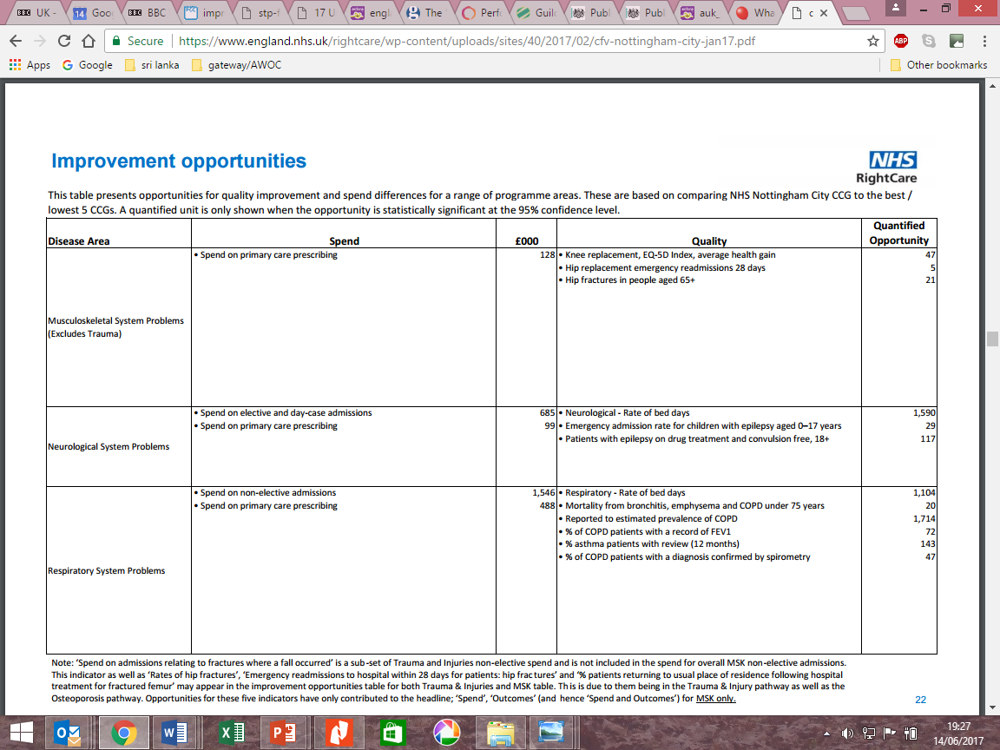 UK -
Goo
BBC
impr
stp-f
17 U
engl
The
Perf
Guil
Publ
Publ
auk_
Wha
c
Secure https://www.england.nhs.uk/rightcare/wp-content/uploads/sites/40/2017/02/cfv-nottingham-city-jan17.pdf
ABP
Apps Google sri lanka gateway/AWOC Other bookmarks
Improvement opportunities
NHS
RightCare
This table presents opportunities for quality improvement and spend differences for a range of programme areas. These are based on comparing NHS Nottingham City CCG to the best /
lowest 5 CCGs. A quantified unit is only shown when the opportunity is statistically significant at the 95% confidence level.
Disease Area Spend £000 Quality Quantified Opportunity
• Spend on primary care prescribing 128 • Knee replacement, EQ-5D Index, average health gain 47
• Hip replacement emergency readmissions 28 days 5
• Hip fractures in people aged 65+ 21
Musculoskeletal System Problems
(Excludes Trauma)
• Spend on elective and day-case admissions 685 • Neurological - Rate of bed days 1,590
• Spend on primary care prescribing 99 • Emergency admission rate for children with epilepsy aged 0–17 years 29
• Patients with epilepsy on drug treatment and convulsion free, 18+ 117
Neurological System Problems
• Spend on non-elective admissions 1,546 • Respiratory - Rate of bed days 1,104
• Spend on primary care prescribing 488 • Mortality from bronchitis, emphysema and COPD under 75 years 20
• Reported to estimated prevalence of COPD 1,714
• % of COPD patients with a record of FEV1 72
• % asthma patients with review (12 months) 143
• % of COPD patients with a diagnosis confirmed by spirometry 47
Respiratory System Problems
Note: ‘Spend on admissions relating to fractures where a fall occurred’ is a sub-set of Trauma and Injuries non-elective spend and is not included in the spend for overall MSK non-elective admissions.
This indicator as well as ‘Rates of hip fractures’, ‘Emergency readmissions to hospital within 28 days for patients: hip fractures’ and ‘% patients returning to usual place of residence following hospital
treatment for fractured femur’ may appear in the improvement opportunities table for both Trauma & Injuries and MSK table. This is due to them being in the Trauma & Injury pathway as well as the
Osteoporosis pathway. Opportunities for these five indicators have only contributed to the headline; ‘Spend’, ‘Outcomes’ (and hence ‘Spend and Outcomes’) for MSK only.
22
19:27
14/06/2017